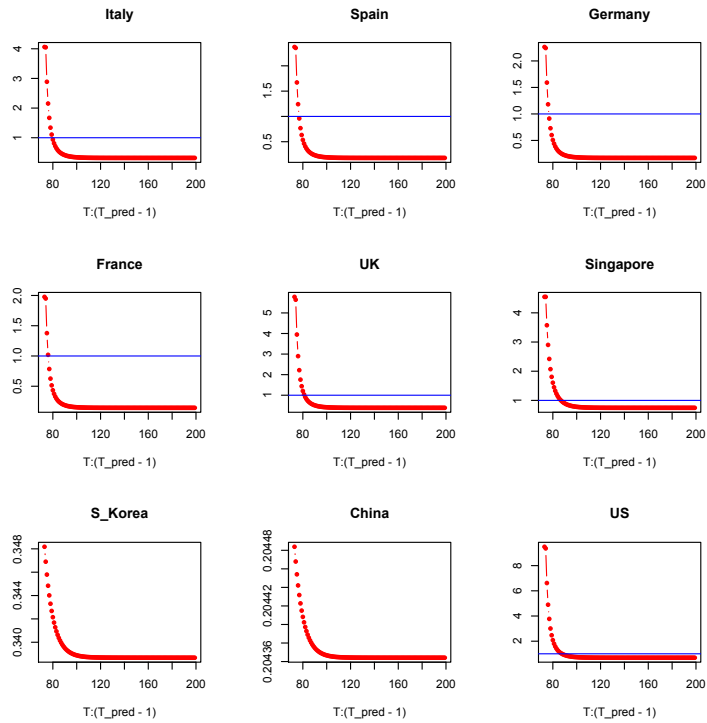 Italy Spain Germany
4 3 2 1
1.5 0.5
2.0 1.5 1.0 0.5
80 120 160 200 80 120 160 200 80 120 160 200
T:(T_pred - 1) T:(T_pred - 1) T:(T_pred - 1)
France UK Singapore
2.0 1.5 1.0 0.5
5 4 3 2 1
4 3 2 1
80 120 160 200 80 120 160 200 80 120 160 200
T:(T_pred - 1) T:(T_pred - 1) T:(T_pred - 1)
S_Korea China US
0.348 0.344 0.340
0.20448 0.20442 0.20436
8 6 4 2
80 120 160 200 80 120 160 200 80 120 160 200
T:(T_pred - 1) T:(T_pred - 1) T:(T_pred - 1)